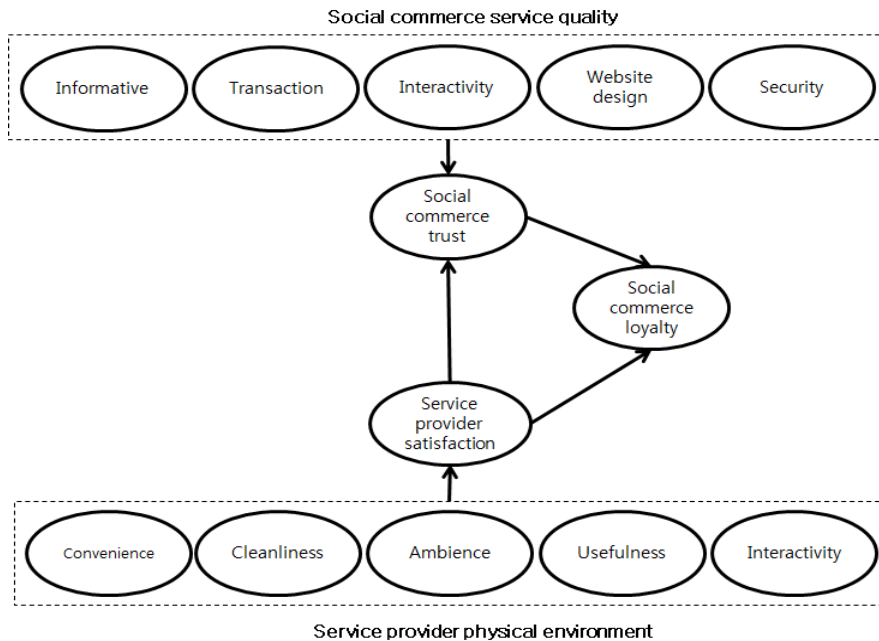 Social commerce service quality
Informative
Transaction
Interactivity
Website
design
Security
Social
commerce
trust
Social
commerce
loyalty
Service
provider
satisfaction
Convenience
Cleanliness
Ambience
Usefulness
Interactivity
Service provider physical environment